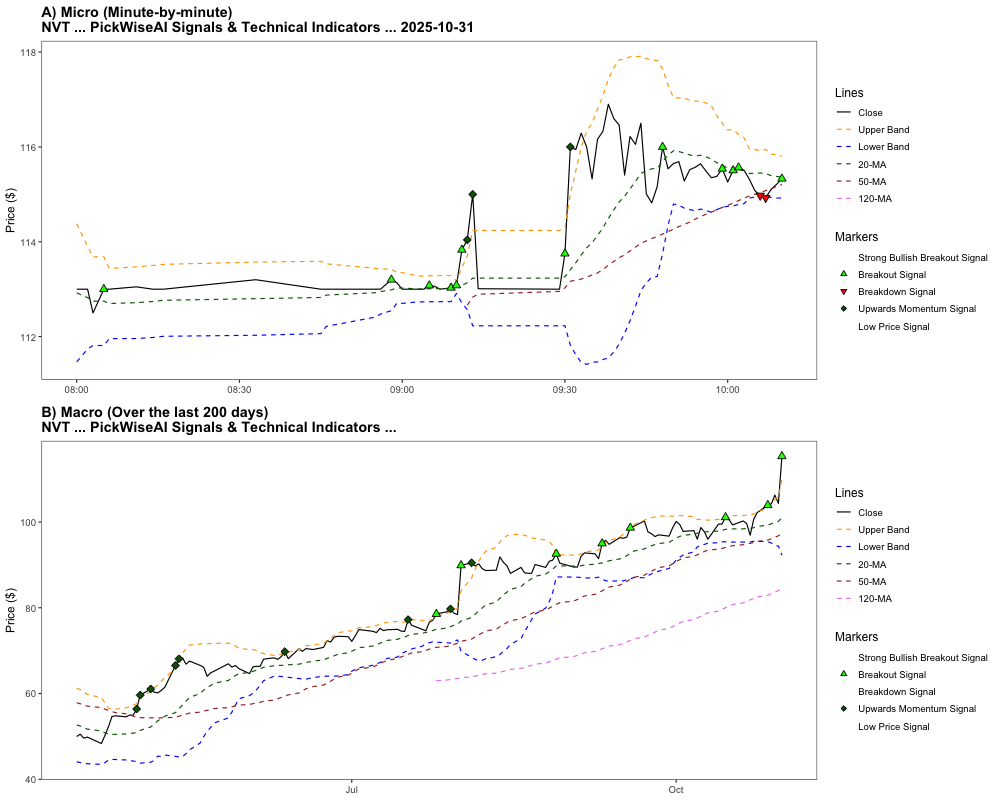 A) Micro (Minute-by-minute)
NVT ... PickWiseAI Signals & Technical Indicators ... 2025-10-31
118
116
114
112
Price ($)
08:00
08:30
09:00
09:30
10:00
Lines
Close
Upper Band
Lower Band
20-MA
50-MA
120-MA
Markers
Strong Bullish Breakout Signal
Breakout Signal
Breakdown Signal
Upwards Momentum Signal
Low Price Signal
B) Macro (Over the last 200 days)
NVT ... PickWiseAI Signals & Technical Indicators ...
100
80
60
40
Price ($)
Jul
Oct
Lines
Close
Upper Band
Lower Band
20-MA
50-MA
120-MA
Markers
Strong Bullish Breakout Signal
Breakout Signal
Breakdown Signal
Upwards Momentum Signal
Low Price Signal